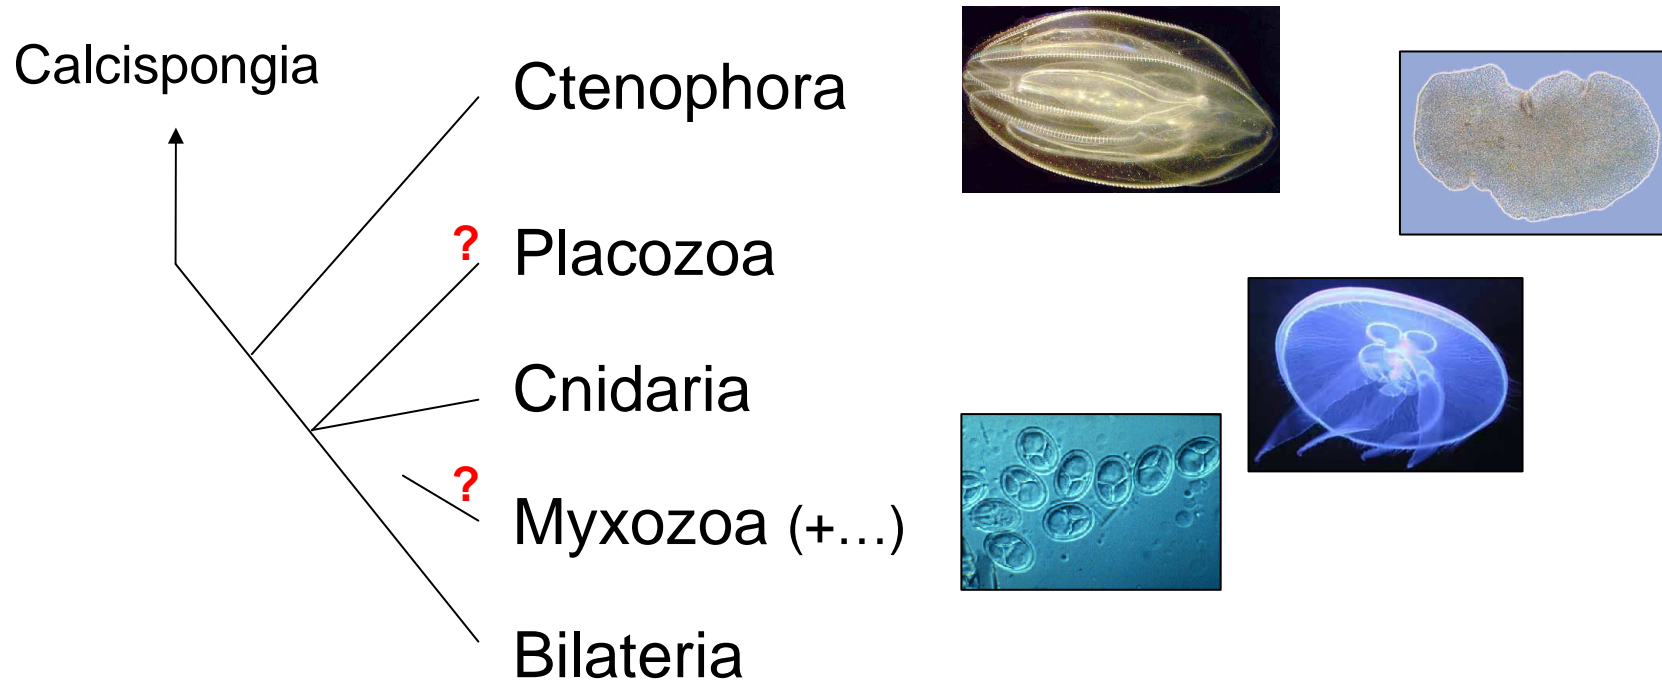 Calcispongia
Ctenophora
? Placozoa
Cnidaria
?
Myxozoa (+…)
Bilateria